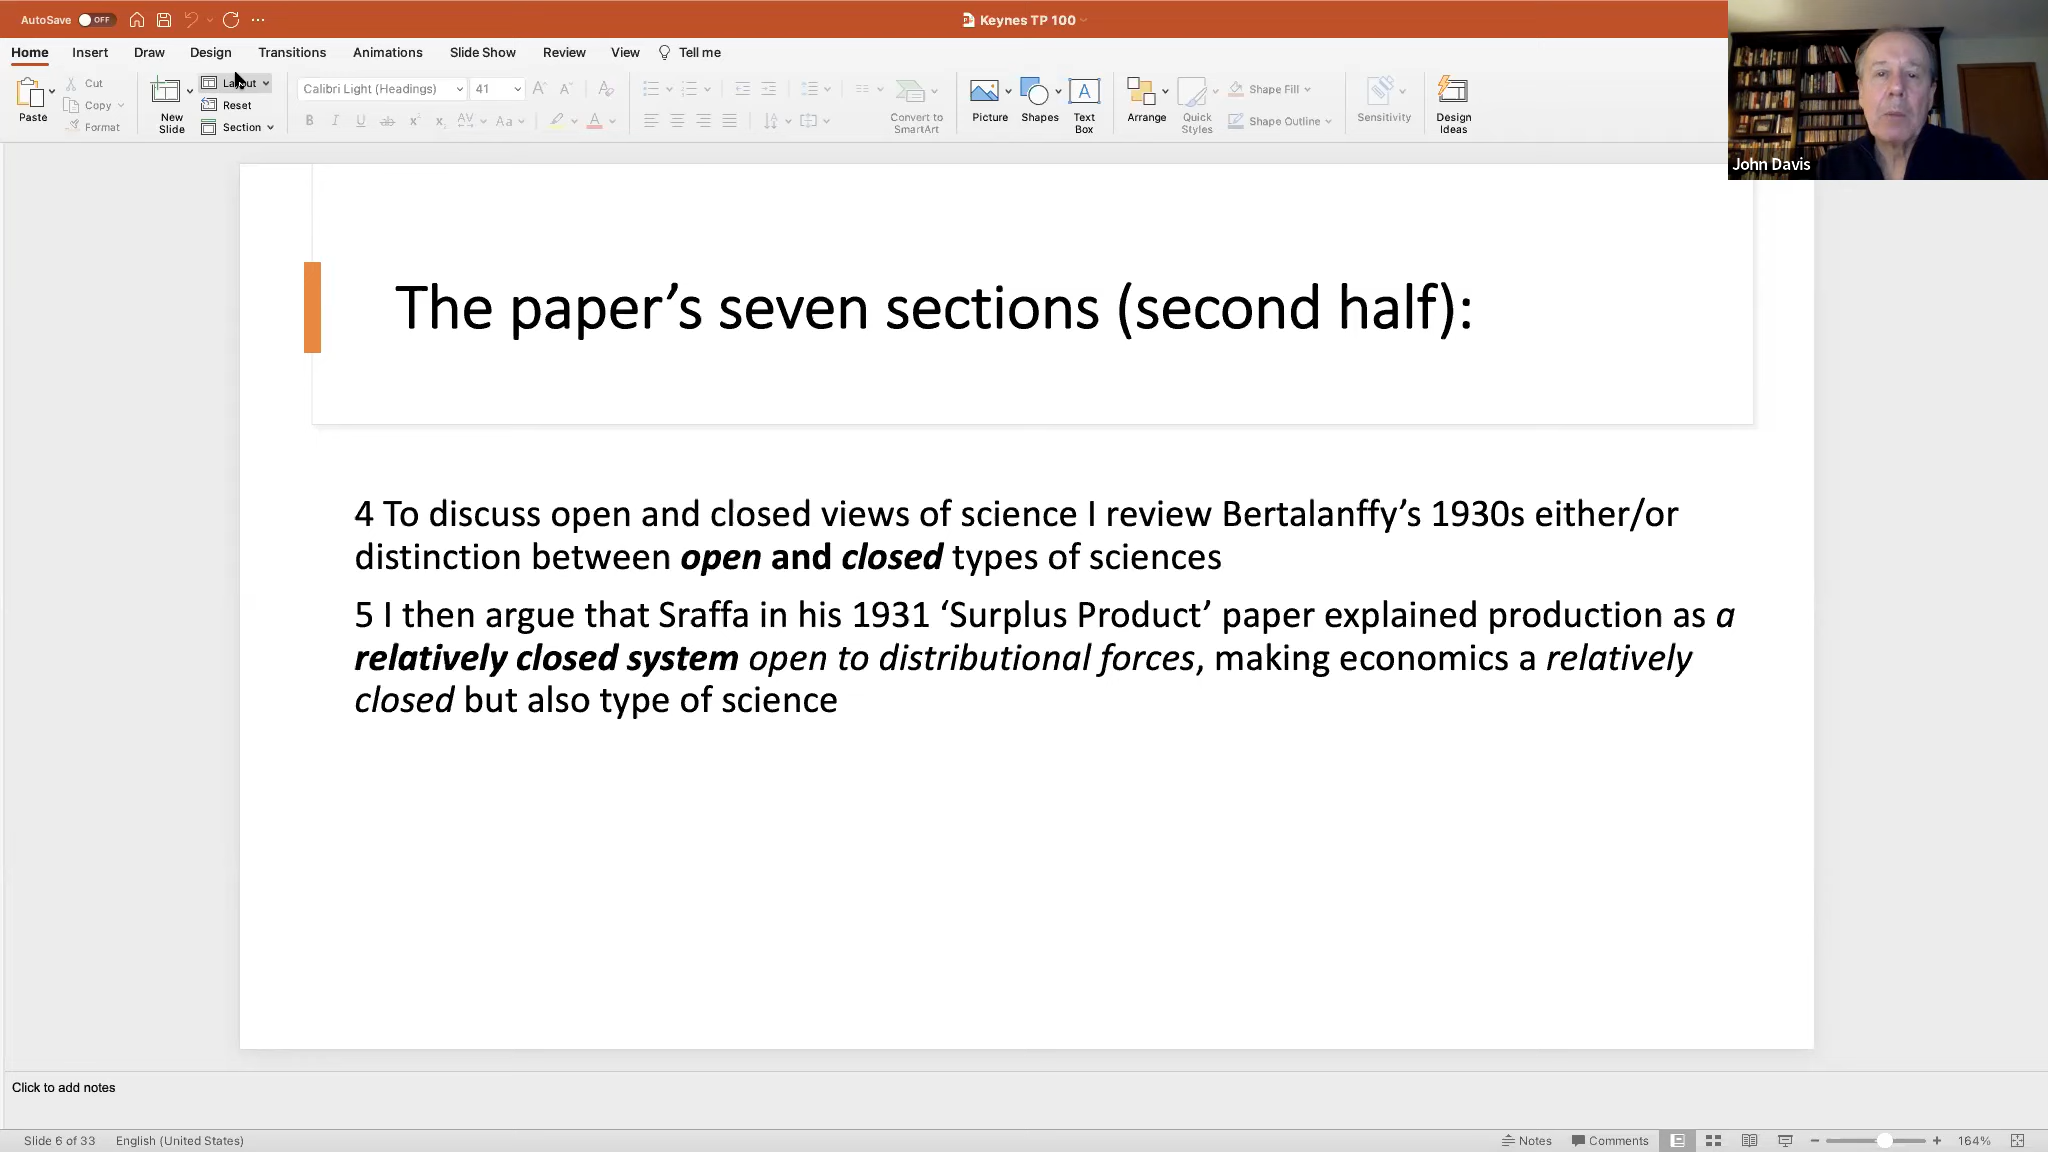 AutoSave OFF
Keynes TP 100
Home Insert Draw Design Transitions Animations Slide Show Review View Tell me
Paste
Cut
Copy
Format
New Slide
Layout
Reset
Section
Calibri Light (Headings) 41
Convert to SmartArt
Picture
Shapes
Text Box
Arrange
Quick Styles
Shape Fill
Shape Outline
Sensitivity
Design Ideas
John Davis
The paper’s seven sections (second half):
4 To discuss open and closed views of science I review Bertalanffy’s 1930s either/or
distinction between open and closed types of sciences
5 I then argue that Sraffa in his 1931 ‘Surplus Product’ paper explained production as a
relatively closed system open to distributional forces, making economics a relatively
closed but also type of science
Click to add notes
Slide 6 of 33 English (United States) Notes Comments 164%